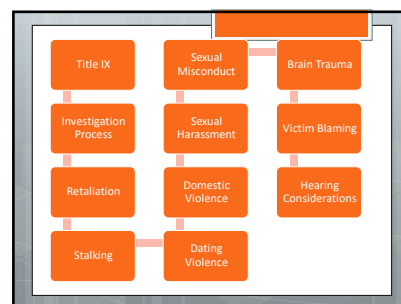 Title IX
Investigation
Process
Retaliation
Stalking
Dating
Violence
Domestic
Violence
Sexual
Harassment
Sexual
Misconduct
Brain Trauma
Victim Blaming
Hearing
Considerations